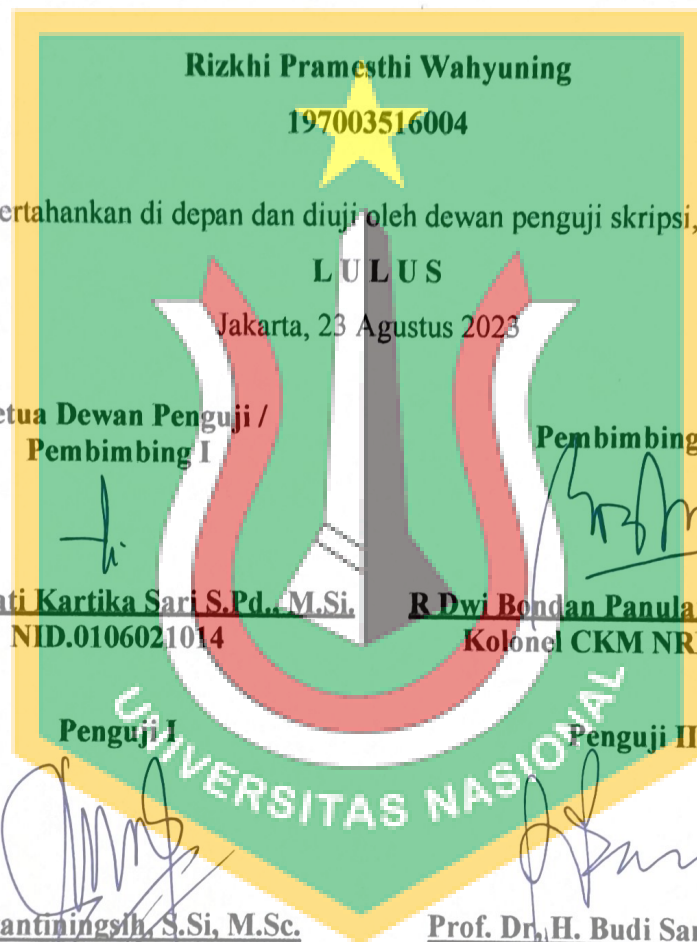 Rizkhi Pramesthi Wahyuning
197003516004
ertahankan di depan dan diuji oleh dewan penguji skripsi,
L U L U S
Jakarta, 23 Agustus 2023
etua Dewan Penguji /
Pembimbing I
Pembimbing
ati Kartika Sari S.Pd., M.Si.
NID.0106021014
R Dwi Bondan Panula
Kolonel CKM NR
Penguji I
Penguji II
UNIVERSITAS NASIONAL
antiningsih, S.Si, M.Sc.
Prof. Dr. H. Budi Sa